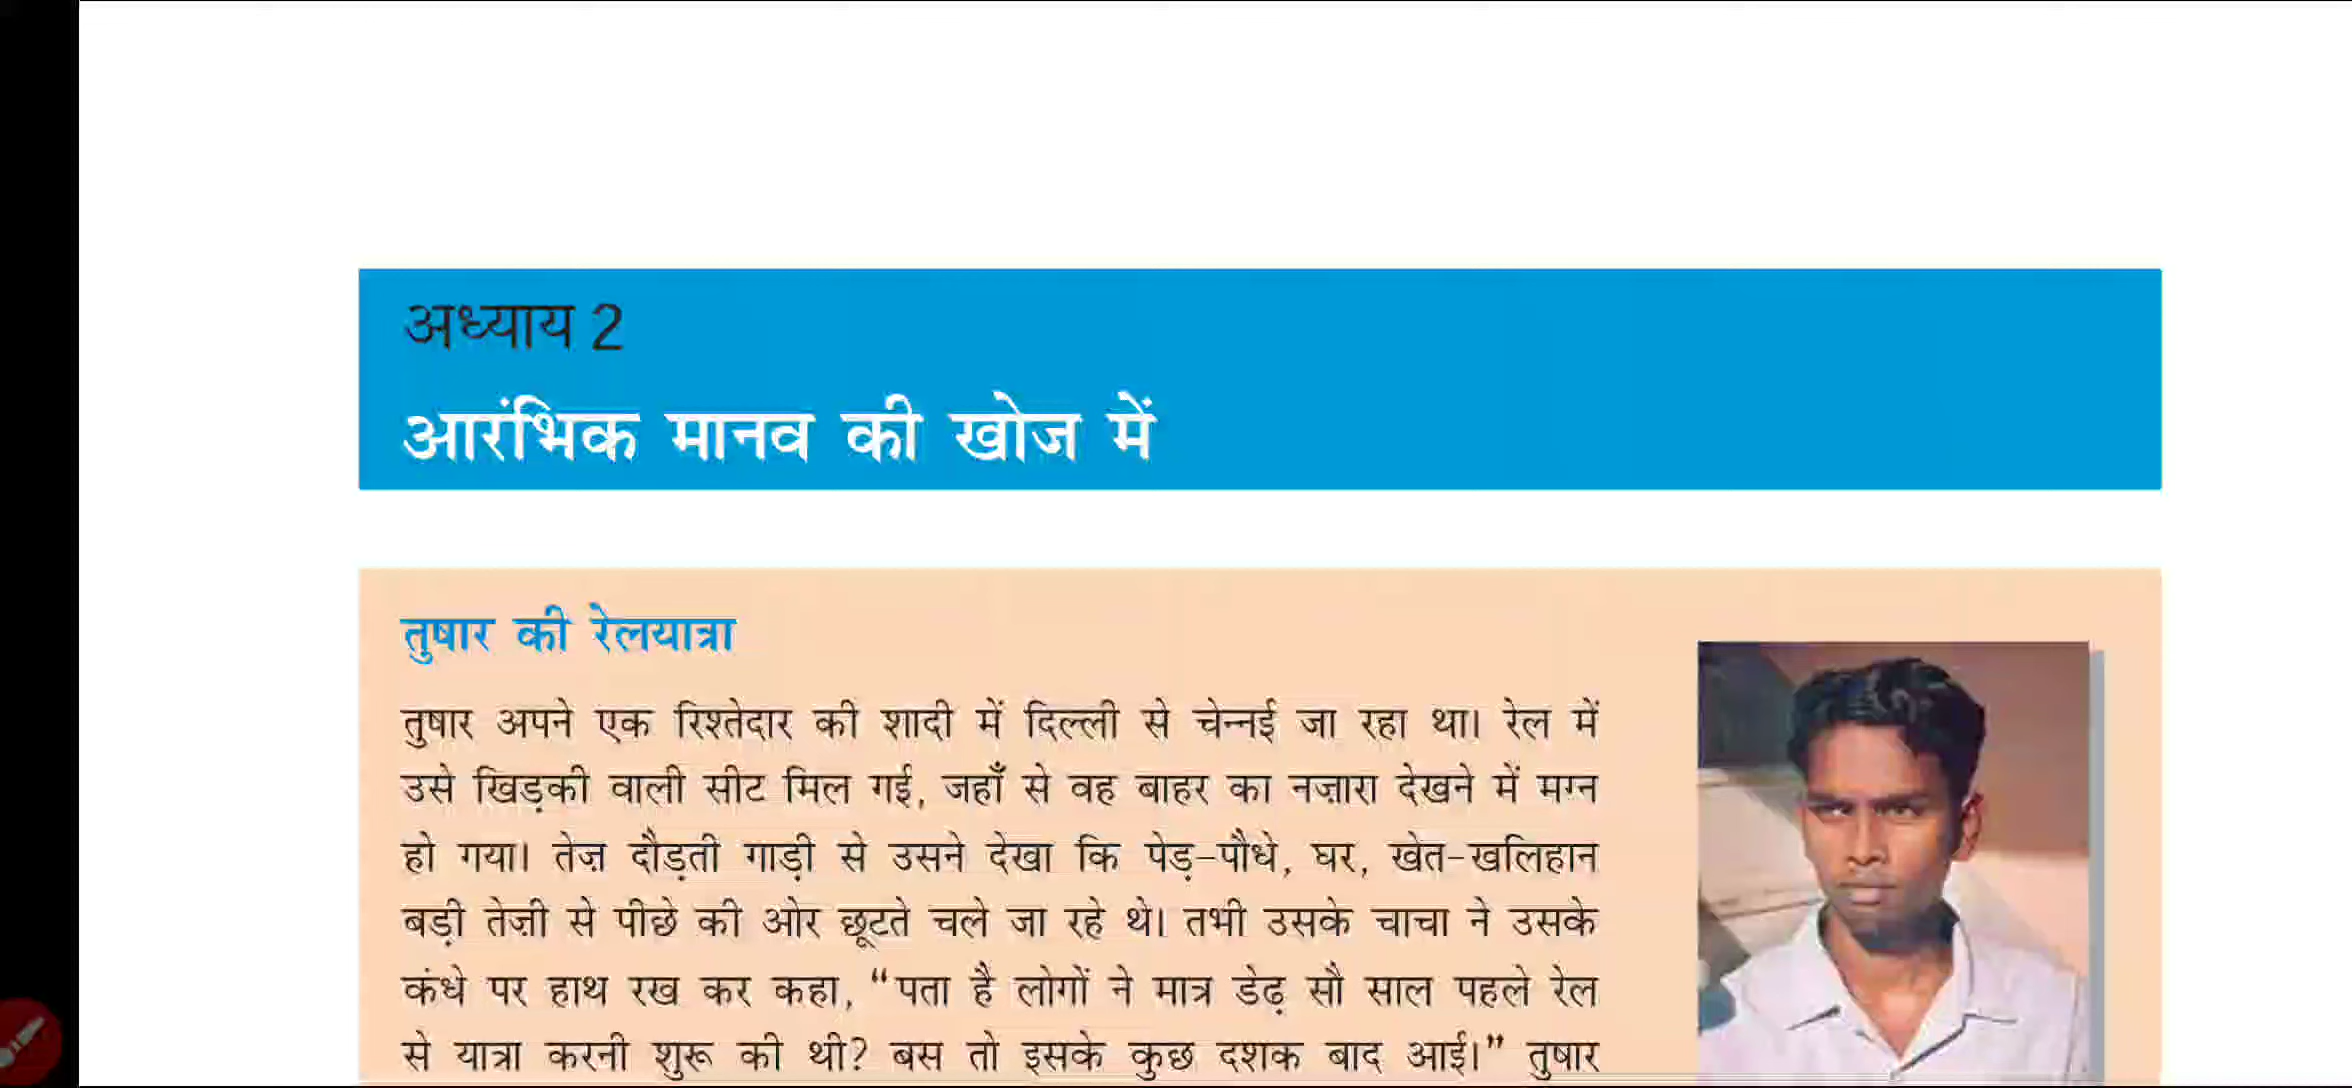 अध्याय 2
आरंभिक मानव की खोज में
तुषार की रेलयात्रा
तुषार अपने एक रिश्तेदार की शादी में दिल्ली से चेन्नई जा रहा था। रेल में
उसे खिड़की वाली सीट मिल गई, जहाँ से वह बाहर का नज़ारा देखने में मग्न
हो गया। तेज़ दौड़ती गाड़ी से उसने देखा कि पेड़-पौधे, घर, खेत-खलिहान
बड़ी तेज़ी से पीछे की ओर छूटते चले जा रहे थे। तभी उसके चाचा ने उसके
कंधे पर हाथ रख कर कहा, “पता है लोगों ने मात्र डेढ़ सौ साल पहले रेल
से यात्रा करनी शुरू की थी? बस तो इसके कुछ दशक बाद आई।” तुषार